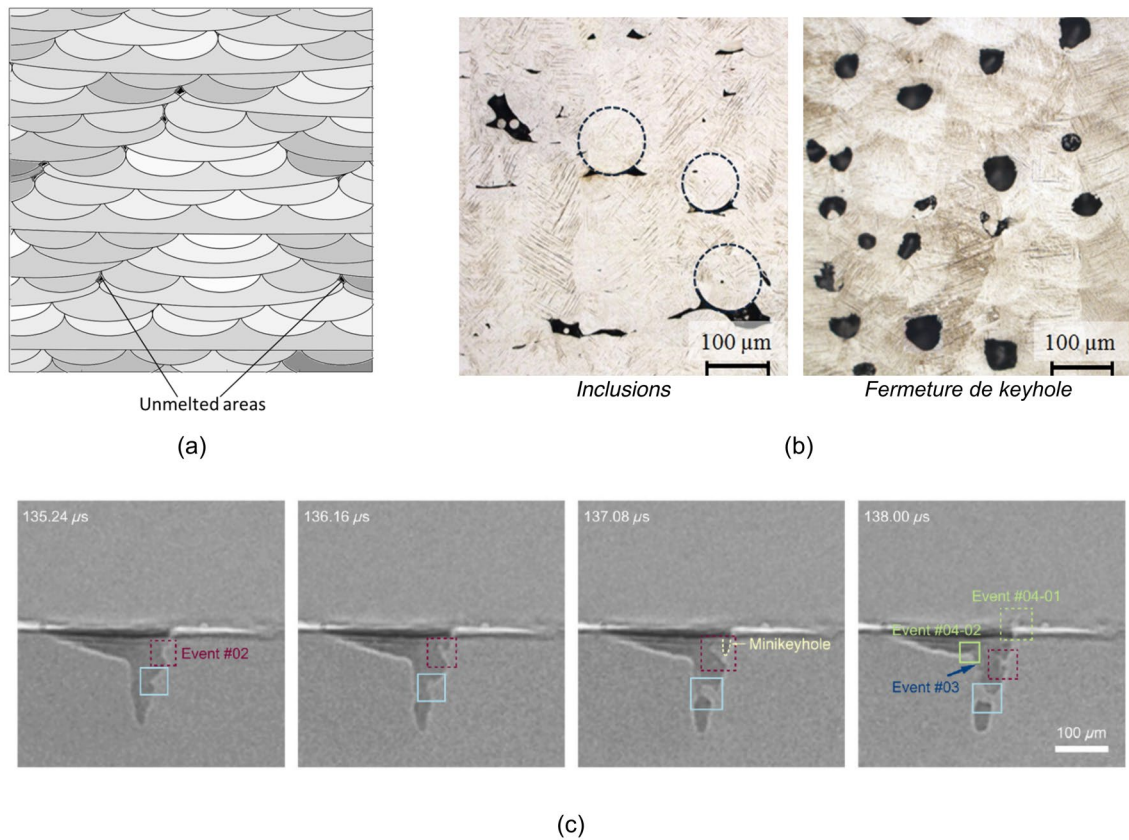 Unmelted areas
(a)
100 µm
Inclusions
100 µm
Fermeture de keyhole
(b)
135.24 µs
Event #02
136.16 µs
137.08 µs
Minikeyhole
138.00 µs
Event #04-01
Event #04-02
Event #03
100 µm
(c)